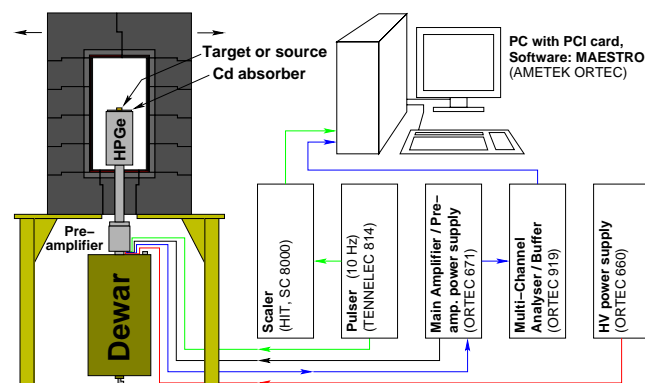 Target or source
Cd absorber
HPGe
Pre–
amplifier
Dewar
PC with PCI card,
Software: MAESTRO
(AMETEK ORTEC)
Scaler
(HIT, SC 8000)
Pulser (10 Hz)
(TENNELEC 814)
Main Amplifier / Pre–
amp. power supply
(ORTEC 671)
Multi–Channel
Analyser / Buffer
(ORTEC 919)
HV power supply
(ORTEC 660)